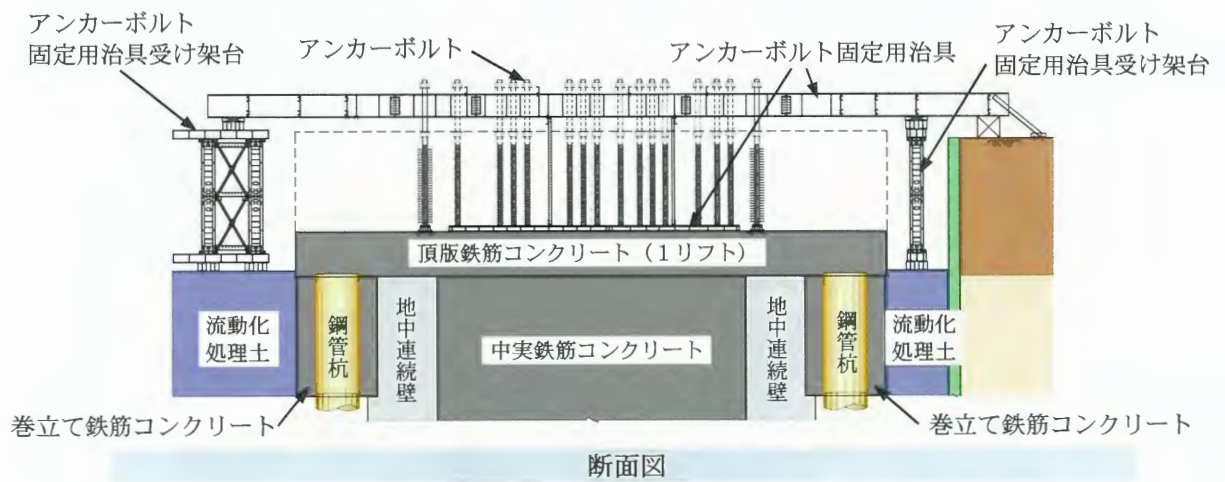 アンカーボルト
固定用治具受け架台
アンカーボルト
アンカーボルト固定用治具
アンカーボルト
固定用治具受け架台
頂版鉄筋コンクリート（1リフト）
流動化
処理土
鋼管杭
地中連続壁
中実鉄筋コンクリート
地中連続壁
鋼管杭
流動化
処理土
巻立て鉄筋コンクリート
巻立て鉄筋コンクリート
断面図